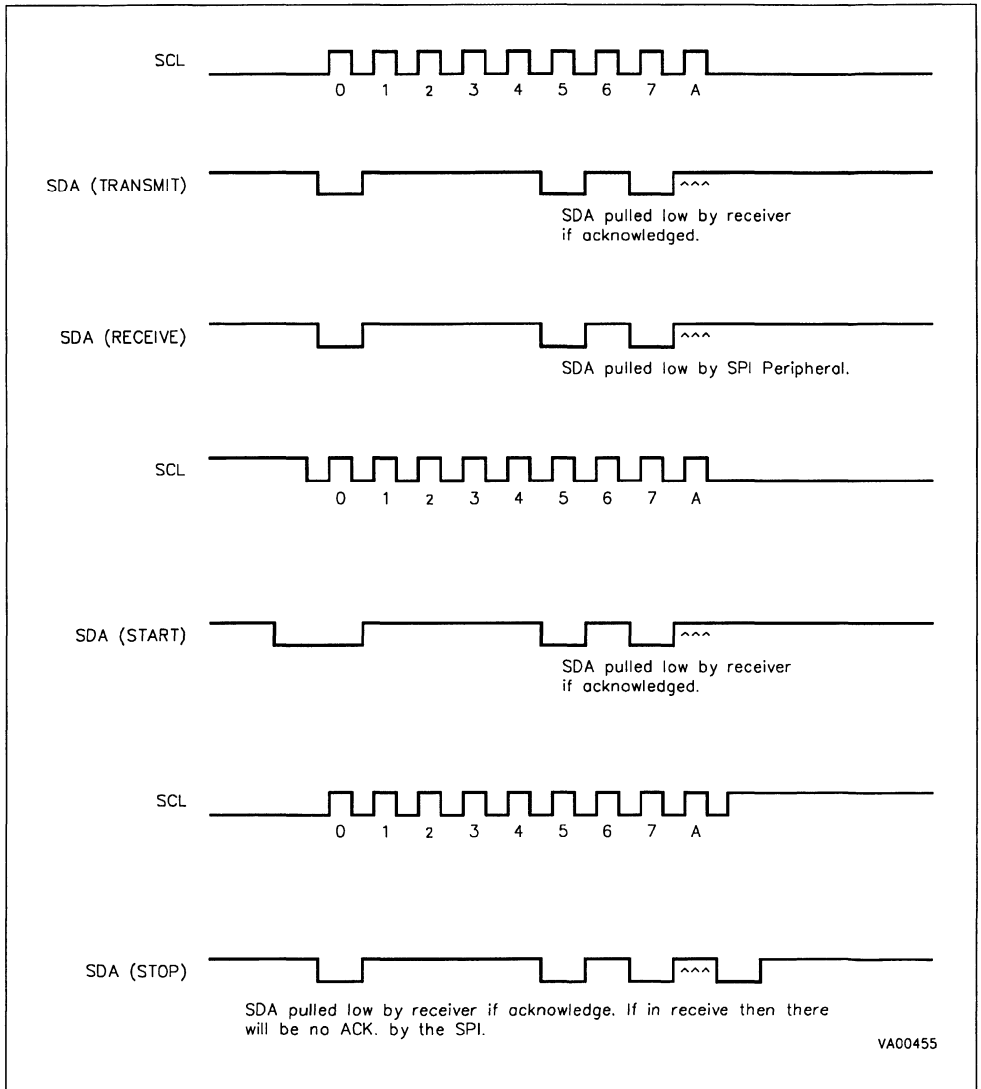 SCL
0 1 2 3 4 5 6 7 A
SDA (TRANSMIT)
^^^
SDA pulled low by receiver
if acknowledged.
SDA (RECEIVE)
^^^
SDA pulled low by SPI Peripheral.
SCL
0 1 2 3 4 5 6 7 A
SDA (START)
^^^
SDA pulled low by receiver
if acknowledged.
SCL
0 1 2 3 4 5 6 7 A
SDA (STOP)
^^^
SDA pulled low by receiver if acknowledge. If in receive then there
will be no ACK. by the SPI.
VA00455